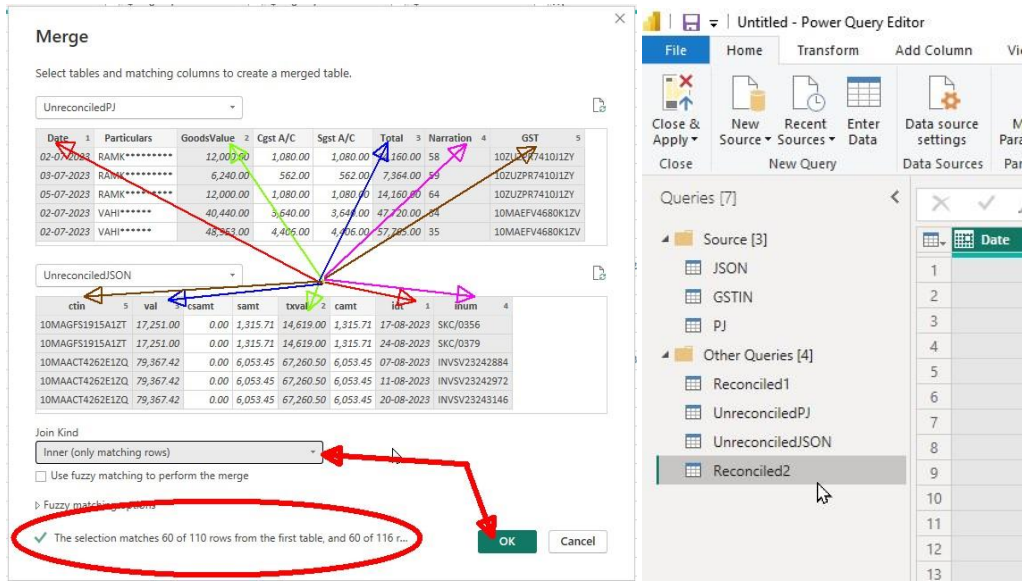 Merge
Select tables and matching columns to create a merged table.
UnreconciledPJ
Date 1 Particulars GoodsValue 2 Cgst A/C Sgst A/C Total 3 Narration 4 GST 5
02-07-2023 RAMK********* 12,000.00 1,080.00 1,080.00 14,160.00 58 10ZUZPR7410J1ZY
03-07-2023 RAMK********* 6,240.00 562.00 562.00 7,364.00 59 10ZUZPR7410J1ZY
05-07-2023 RAMK********* 12,000.00 1,080.00 1,080.00 14,160.00 64 10ZUZPR7410J1ZY
02-07-2023 VAHI****** 40,440.00 3,640.00 3,640.00 47,720.00 34 10MAEFV4680K1ZV
02-07-2023 VAHI****** 48,953.00 4,406.00 4,406.00 57,765.00 35 10MAEFV4680K1ZV
UnreconciledJSON
ctin 5 val 3 csamt samt txval 2 camt idt 1 inum 4
10MAGFS1915A1ZT 17,251.00 0.00 1,315.71 14,619.00 1,315.71 17-08-2023 SKC/0356
10MAGFS1915A1ZT 17,251.00 0.00 1,315.71 14,619.00 1,315.71 24-08-2023 SKC/0379
10MAACT4262E1ZQ 79,367.42 0.00 6,053.45 67,260.50 6,053.45 07-08-2023 INVSV23242884
10MAACT4262E1ZQ 79,367.42 0.00 6,053.45 67,260.50 6,053.45 11-08-2023 INVSV23242972
10MAACT4262E1ZQ 79,367.42 0.00 6,053.45 67,260.50 6,053.45 20-08-2023 INVSV23243146
Join Kind
Inner (only matching rows)
Use fuzzy matching to perform the merge
Fuzzy matching options
The selection matches 60 of 110 rows from the first table, and 60 of 116 r...
OK Cancel
Untitled - Power Query Editor
File Home Transform Add Column
Close & Apply New Source Recent Sources Enter Data Data source settings
Close New Query Data Sources
Queries [7]
Source [3]
JSON
GSTIN
PJ
Other Queries [4]
Reconciled1
UnreconciledPJ
UnreconciledJSON
Reconciled2
Date
1
2
3
4
5
6
7
8
9
10
11
12
13